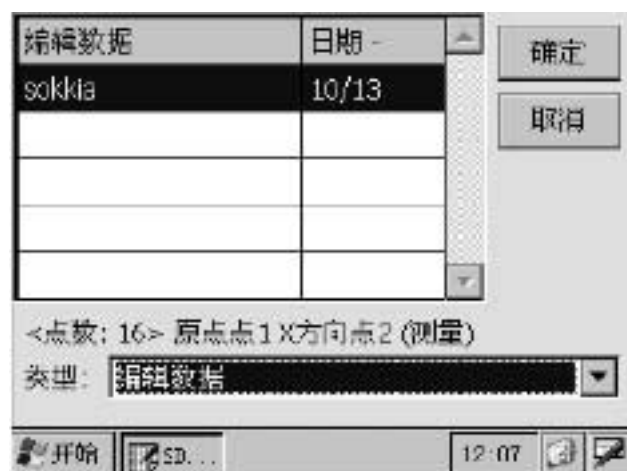 编辑数据 日期 -
确定
sokkia 10/13
取消
<点数: 16> 原点点1 X方向点2 (测量)
类型: 编辑数据
开始 SD... 12:07